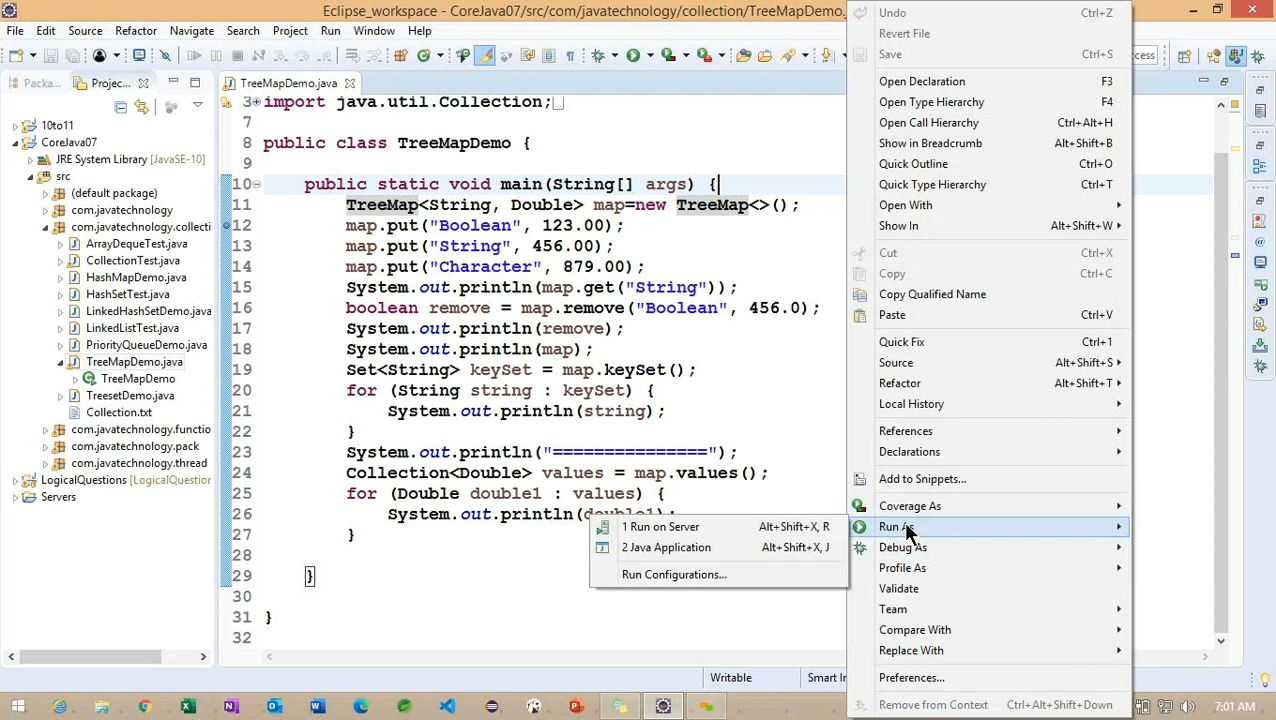 Eclipse_workspace - CoreJava07/src/com/javatechnology/collection/TreeMapDemo.
File Edit Source Refactor Navigate Search Project Run Window Help
Packa...
Projec...
TreeMapDemo.java
10to11
CoreJava07
JRE System Library [JavaSE-10]
src
(default package)
com.javatechnology
com.javatechnology.collecti
ArrayDequeTest.java
CollectionTest.java
HashMapDemo.java
HashSetTest.java
LinkedHashSetDemo.java
LinkedListTest.java
PriorityQueueDemo.java
TreeMapDemo.java
TreeMapDemo
TreesetDemo.java
Collection.txt
com.javatechnology.functio
com.javatechnology.pack
com.javatechnology.thread
LogicalQuestions [LogicalQuestion
Servers
3 import java.util.Collection;
7
8 public class TreeMapDemo {
9
10 public static void main(String[] args) {
11 TreeMap<String, Double> map=new TreeMap<>();
12 map.put("Boolean", 123.00);
13 map.put("String", 456.00);
14 map.put("Character", 879.00);
15 System.out.println(map.get("String"));
16 boolean remove = map.remove("Boolean", 456.0);
17 System.out.println(remove);
18 System.out.println(map);
19 Set<String> keySet = map.keySet();
20 for (String string : keySet) {
21 System.out.println(string);
22 }
23 System.out.println("===============");
24 Collection<Double> values = map.values();
25 for (Double double1 : values) {
26 System.out.println(double1);
27 }
28
29 }
30
31 }
32
1 Run on Server Alt+Shift+X, R
2 Java Application Alt+Shift+X, J
Run Configurations...
Undo Ctrl+Z
Revert File
Save Ctrl+S
Open Declaration F3
Open Type Hierarchy F4
Open Call Hierarchy Ctrl+Alt+H
Show in Breadcrumb Alt+Shift+B
Quick Outline Ctrl+O
Quick Type Hierarchy Ctrl+T
Open With
Show In Alt+Shift+W
Cut Ctrl+X
Copy Ctrl+C
Copy Qualified Name
Paste Ctrl+V
Quick Fix Ctrl+1
Source Alt+Shift+S
Refactor Alt+Shift+T
Local History
References
Declarations
Add to Snippets...
Coverage As
Run As
Debug As
Profile As
Validate
Team
Compare With
Replace With
Preferences...
Remove from Context Ctrl+Alt+Shift+Down
cess
Writable
Smart In
7:01 AM